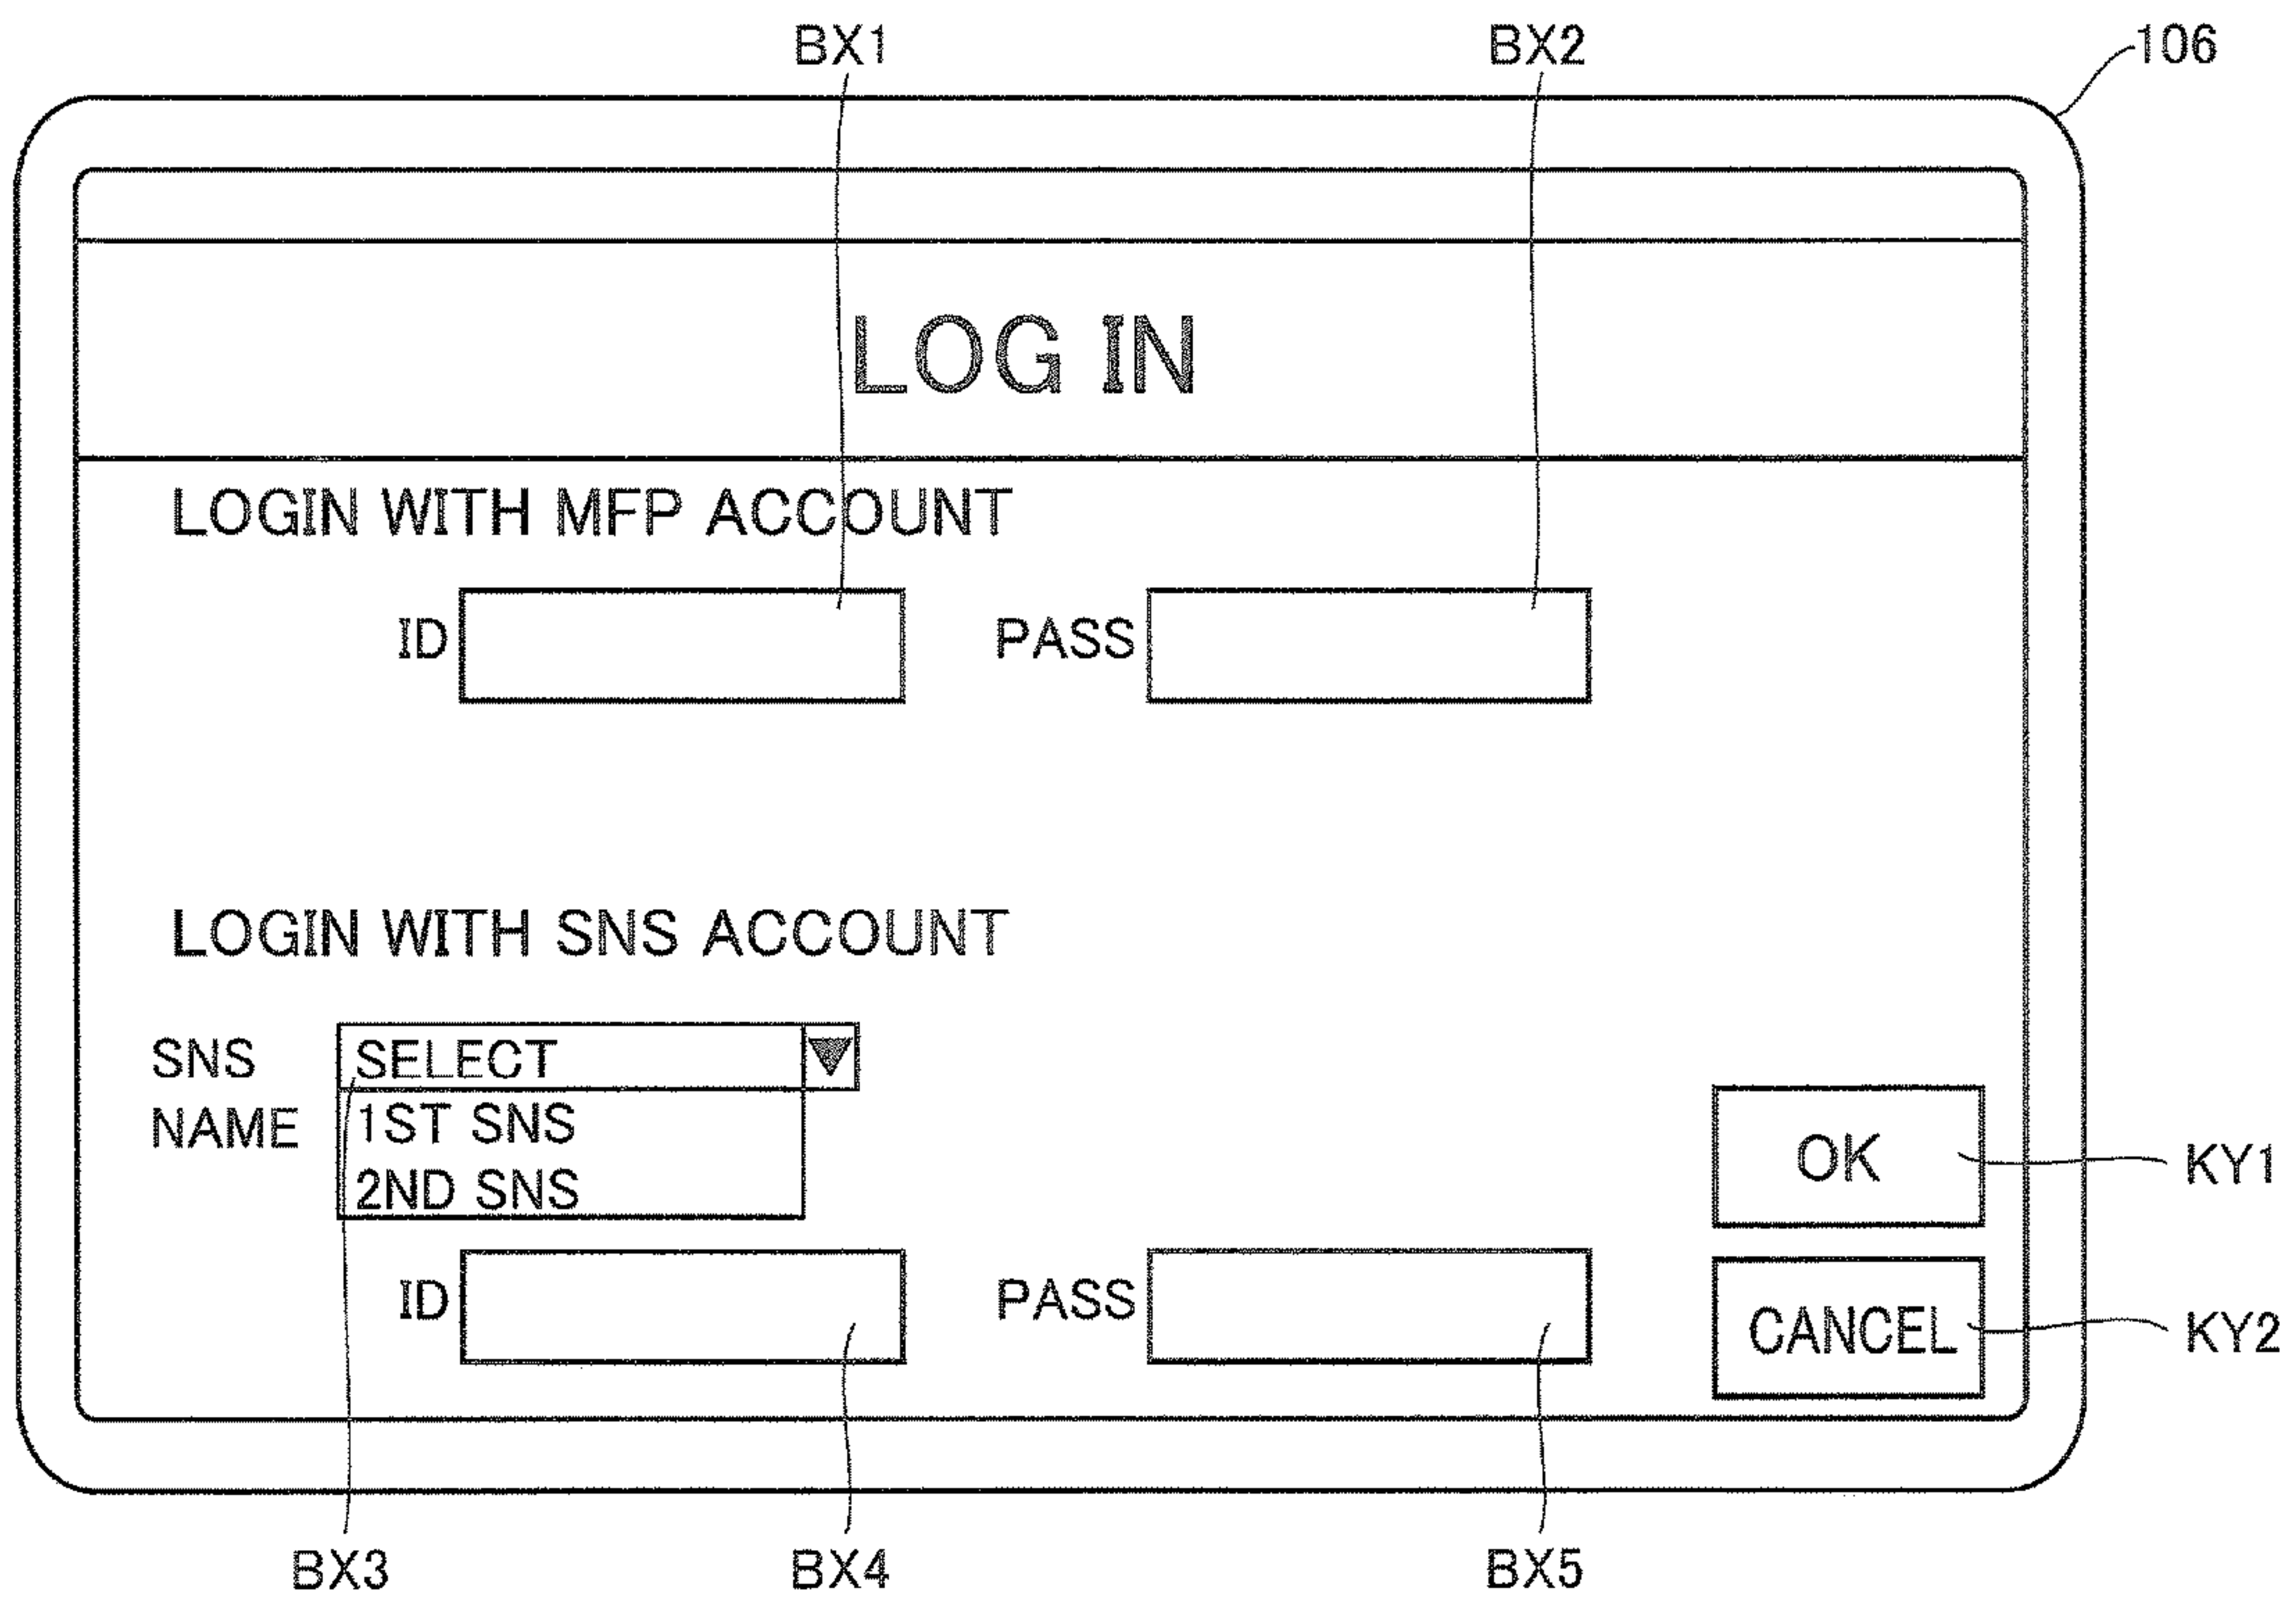 BX1 BX2 106
LOG IN
LOGIN WITH MFP ACCOUNT
ID PASS
LOGIN WITH SNS ACCOUNT
SNS NAME
SELECT
1ST SNS
2ND SNS
OK KY1
ID PASS
CANCEL KY2
BX3 BX4 BX5